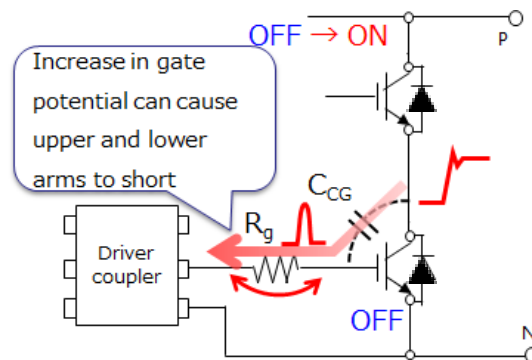 OFF → ON
P
Increase in gate
potential can cause
upper and lower
arms to short
CCG
Rg
Driver
coupler
OFF
N